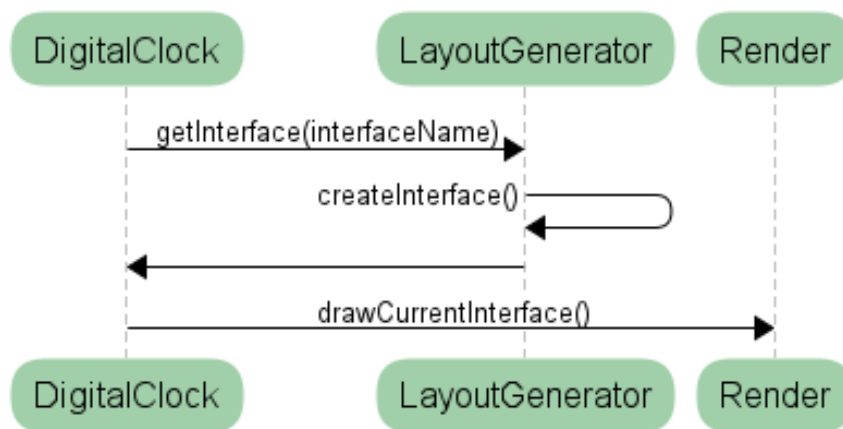 DigitalClock
LayoutGenerator
Render
getInterface(interfaceName)
createInterface()
drawCurrentInterface()
DigitalClock
LayoutGenerator
Render